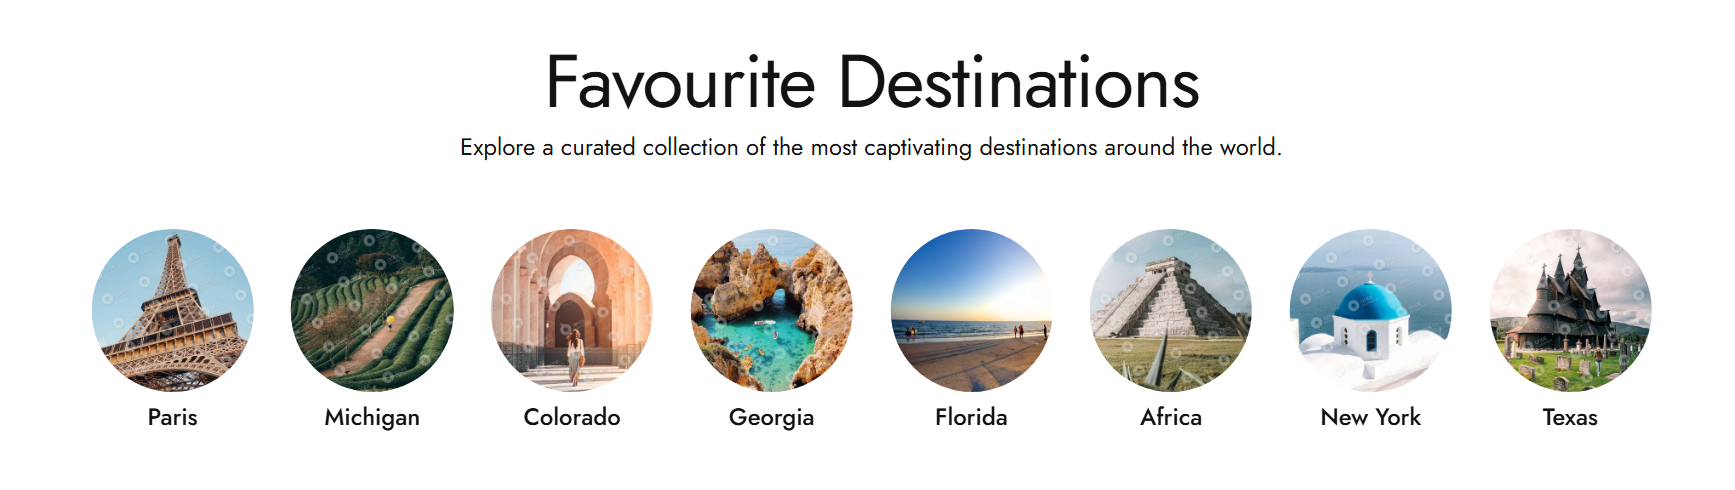 Favourite Destinations
Explore a curated collection of the most captivating destinations around the world.
Paris
Michigan
Colorado
Georgia
Florida
Africa
New York
Texas